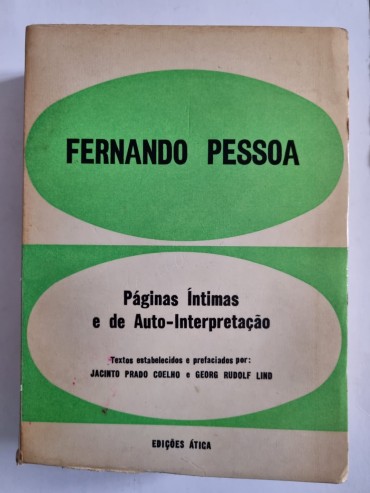 FERNANDO PESSOA
Páginas Íntimas
e de Auto-Interpretação
Textos estabelecidos e prefaciados por:
JACINTO PRADO COELHO e GEORG RUDOLF LIND
EDIÇÕES ÁTICA